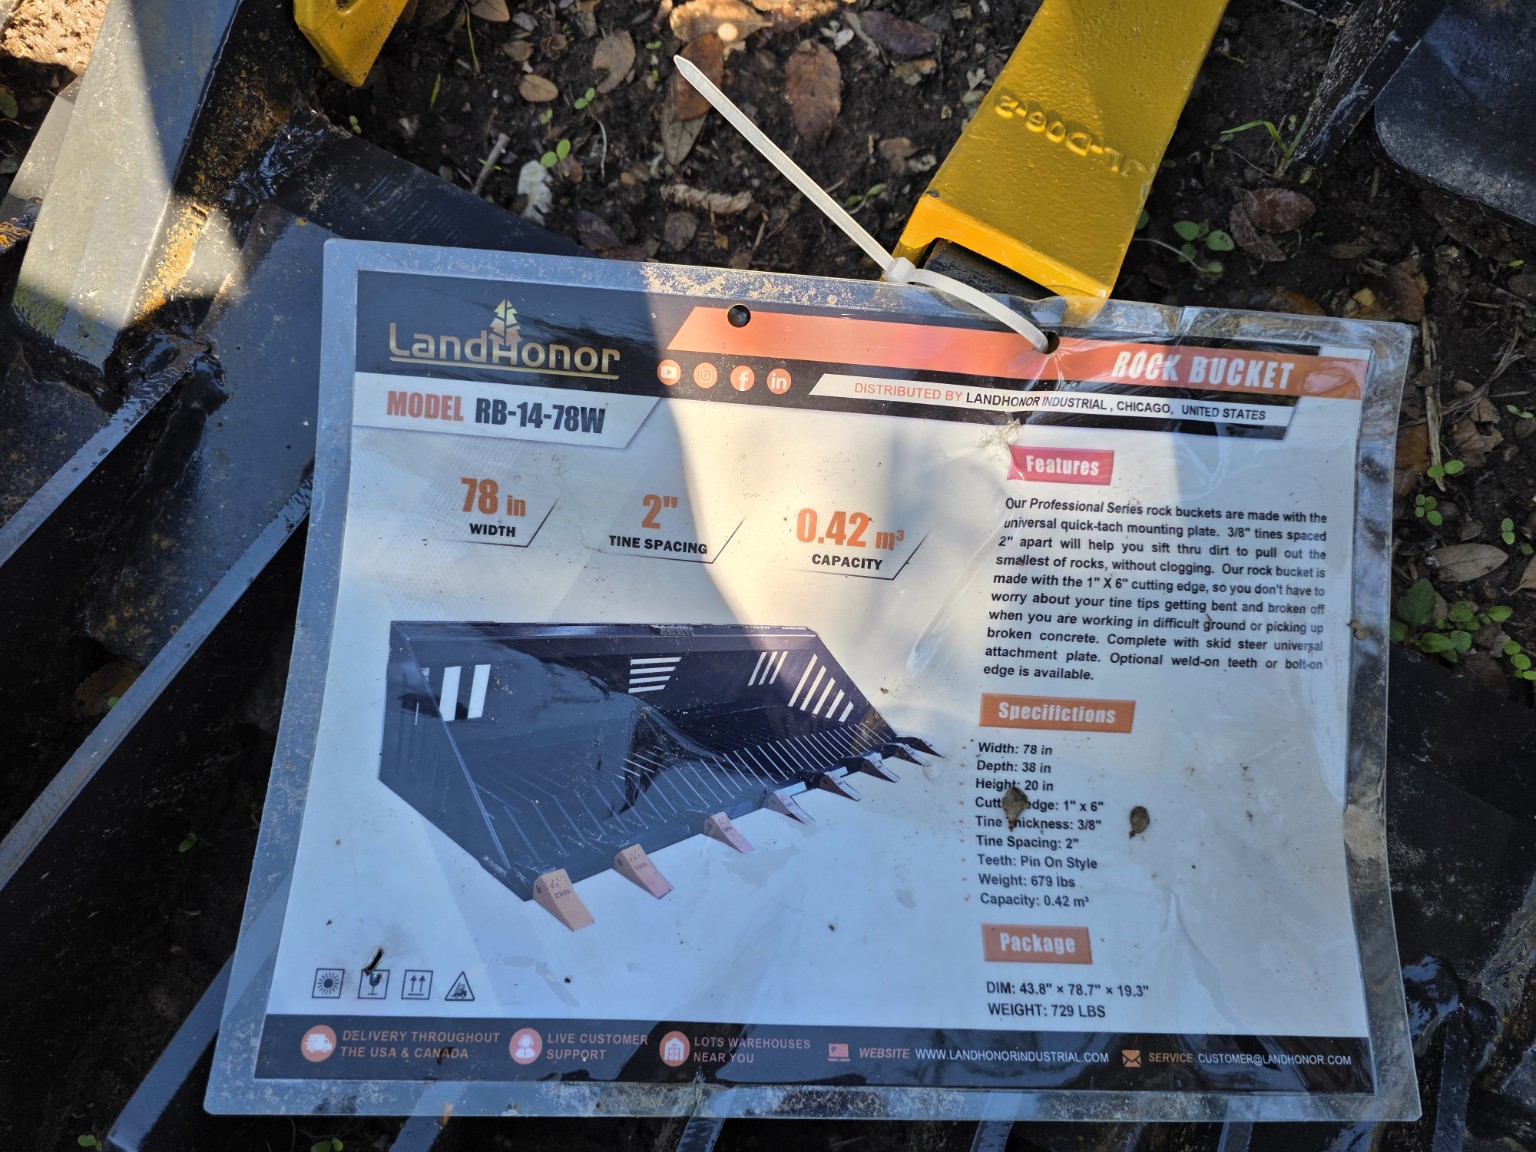 JL-D06-S
LandHonor
ROCK BUCKET
DISTRIBUTED BY LANDHONOR INDUSTRIAL , CHICAGO, UNITED STATES
MODEL RB-14-78W
78 in
WIDTH
2"
TINE SPACING
0.42 m³
CAPACITY
Features
Our Professional Series rock buckets are made with the
universal quick-tach mounting plate. 3/8" tines spaced
2" apart will help you sift thru dirt to pull out the
smallest of rocks, without clogging. Our rock bucket is
made with the 1" X 6" cutting edge, so you don't have to
worry about your tine tips getting bent and broken off
when you are working in difficult ground or picking up
broken concrete. Complete with skid steer universal
attachment plate. Optional weld-on teeth or bolt-on
edge is available.
Specifictions
Width: 78 in
Depth: 38 in
Height: 20 in
Cutt edge: 1" x 6"
Tine hickness: 3/8"
Tine Spacing: 2"
Teeth: Pin On Style
Weight: 679 lbs
Capacity: 0.42 m³
Package
DIM: 43.8" × 78.7" × 19.3"
WEIGHT: 729 LBS
DELIVERY THROUGHOUT
THE USA & CANADA
LIVE CUSTOMER
SUPPORT
LOTS WAREHOUSES
NEAR YOU
WEBSITE WWW.LANDHONORINDUSTRIAL.COM
SERVICE CUSTOMER@LANDHONOR.COM